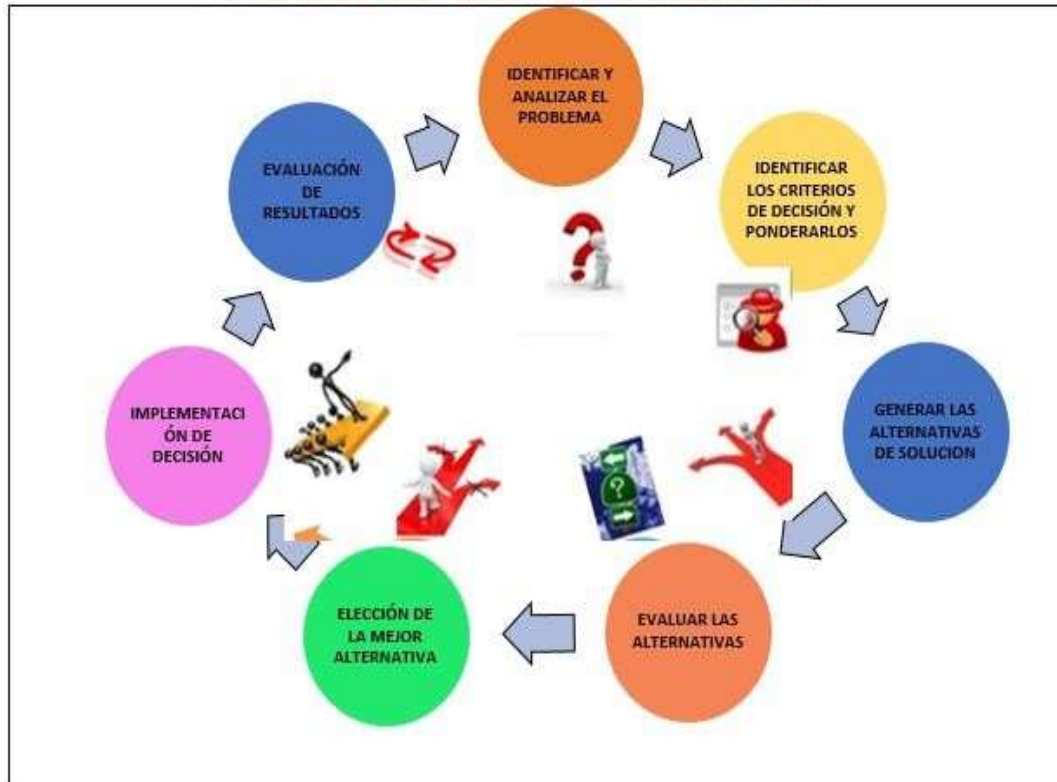 IDENTIFICAR Y
ANALIZAR EL
PROBLEMA
IDENTIFICAR
LOS CRITERIOS
DE DECISIÓN Y
PONDERARLOS
GENERAR LAS
ALTERNATIVAS
DE SOLUCION
EVALUAR LAS
ALTERNATIVAS
ELECCIÓN DE
LA MEJOR
ALTERNATIVA
IMPLEMENTACI
ÓN DE
DECISIÓN
EVALUACIÓN
DE
RESULTADOS